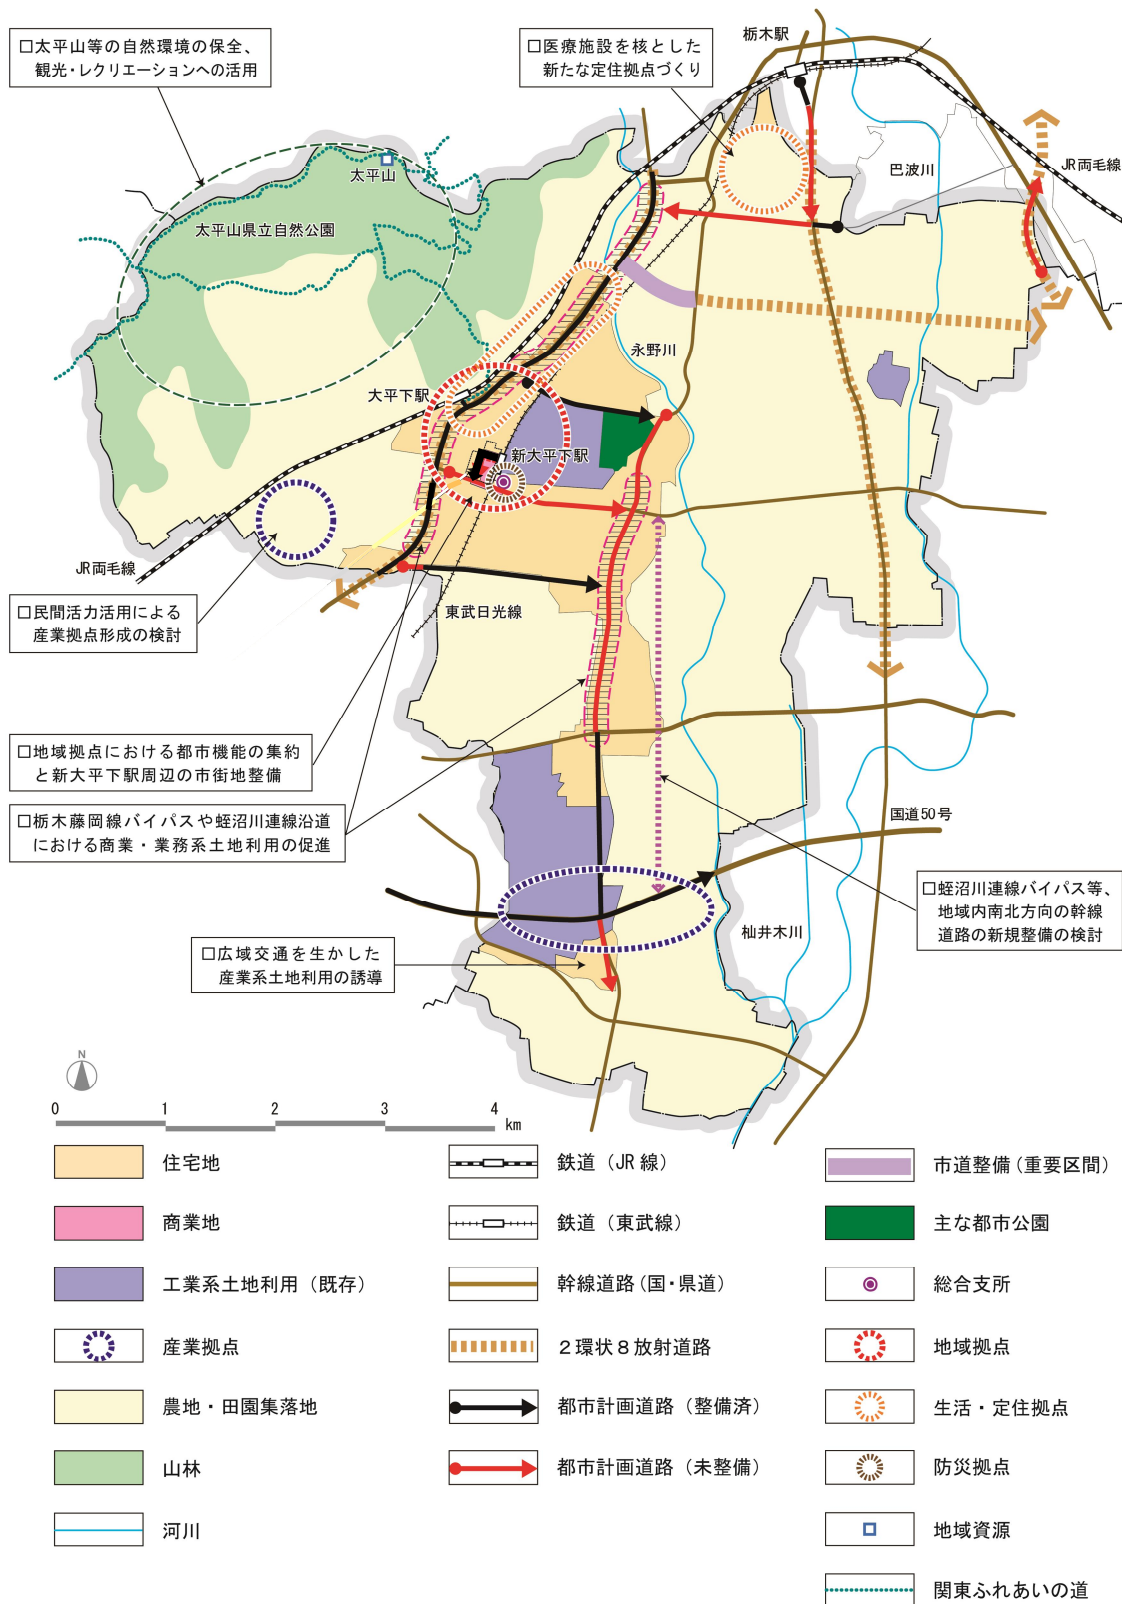 □太平山等の自然環境の保全、
観光・レクリエーションへの活用
□医療施設を核とした
新たな定住拠点づくり
栃木駅
JR両毛線
巴波川
太平山
太平山県立自然公園
永野川
大平下駅
新大平下駅
JR両毛線
東武日光線
□民間活力活用による
産業拠点形成の検討
□地域拠点における都市機能の集約
と新大平下駅周辺の市街地整備
□栃木藤岡線バイパスや蛭沼川連線沿道
における商業・業務系土地利用の促進
国道50号
□蛭沼川連線バイパス等、
地域内南北方向の幹線
道路の新規整備の検討
杣井木川
□広域交通を生かした
産業系土地利用の誘導
N
0 1 2 3 4
km
住宅地
商業地
工業系土地利用（既存）
産業拠点
農地・田園集落地
山林
河川
鉄道（JR線）
鉄道（東武線）
幹線道路（国・県道）
２環状８放射道路
都市計画道路（整備済）
都市計画道路（未整備）
市道整備（重要区間）
主な都市公園
総合支所
地域拠点
生活・定住拠点
防災拠点
地域資源
関東ふれあいの道